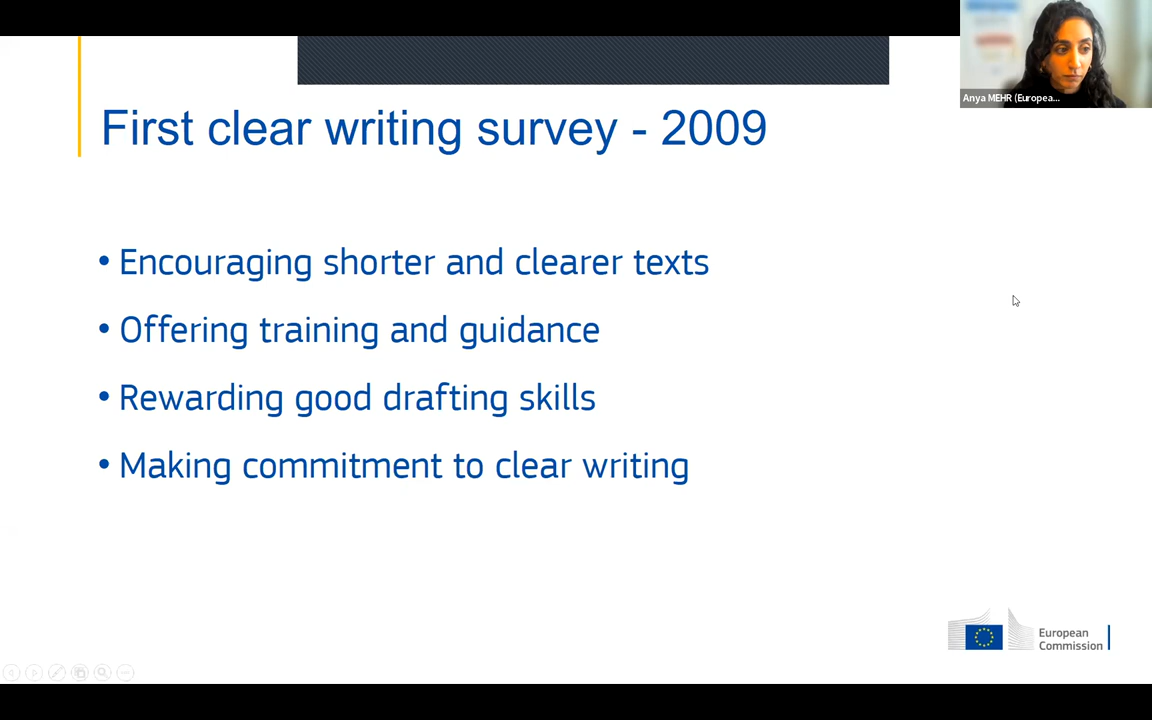 Anya MEHR (Europea...
First clear writing survey - 2009
• Encouraging shorter and clearer texts
• Offering training and guidance
• Rewarding good drafting skills
• Making commitment to clear writing
European
Commission